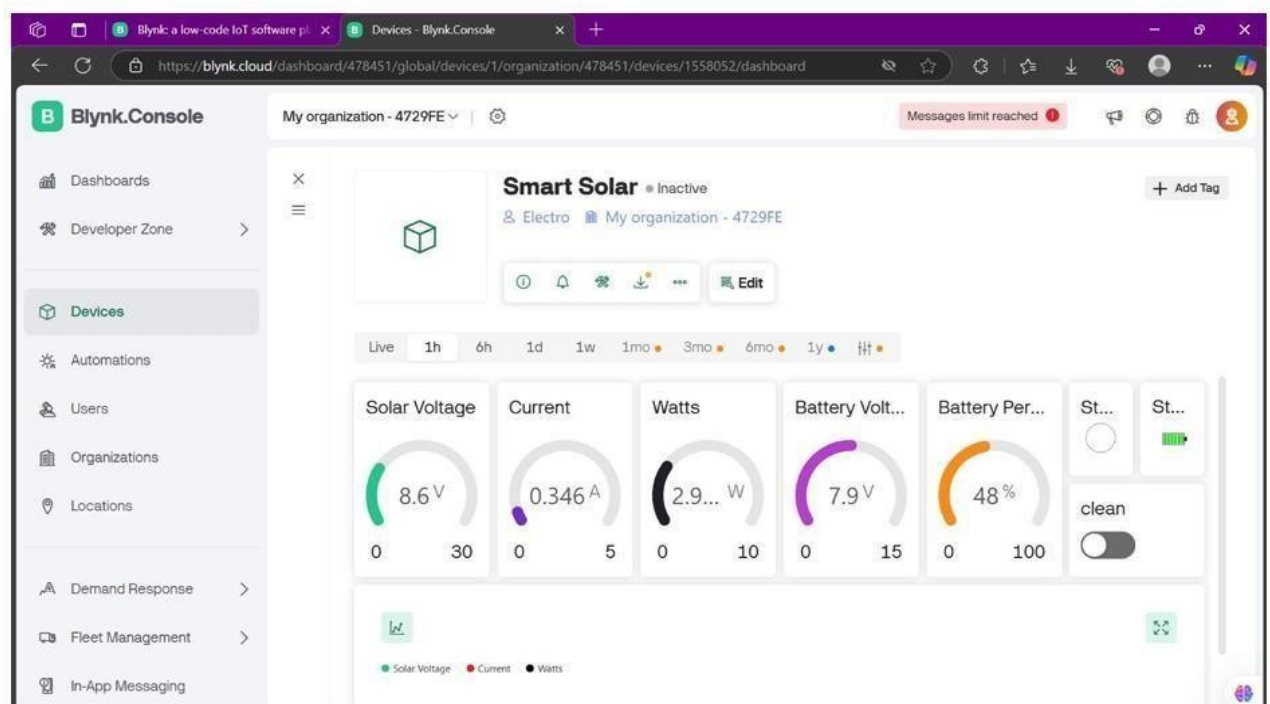 Blynk: a low-code IoT software pl
Devices - Blynk.Console
https://blynk.cloud/dashboard/478451/global/devices/1/organization/478451/devices/1558052/dashboard
B Blynk.Console
My organization - 4729FE
Messages limit reached
Dashboards
Developer Zone
Devices
Automations
Users
Organizations
Locations
Demand Response
Fleet Management
In-App Messaging
Smart Solar Inactive
Electro My organization - 4729FE
+ Add Tag
Edit
Live 1h 6h 1d 1w 1mo 3mo 6mo 1y
Solar Voltage
8.6 V
0 30
Current
0.346 A
0 5
Watts
2.9... W
0 10
Battery Volt...
7.9 V
0 15
Battery Per...
48 %
0 100
St...
St...
clean
Solar Voltage Current Watts